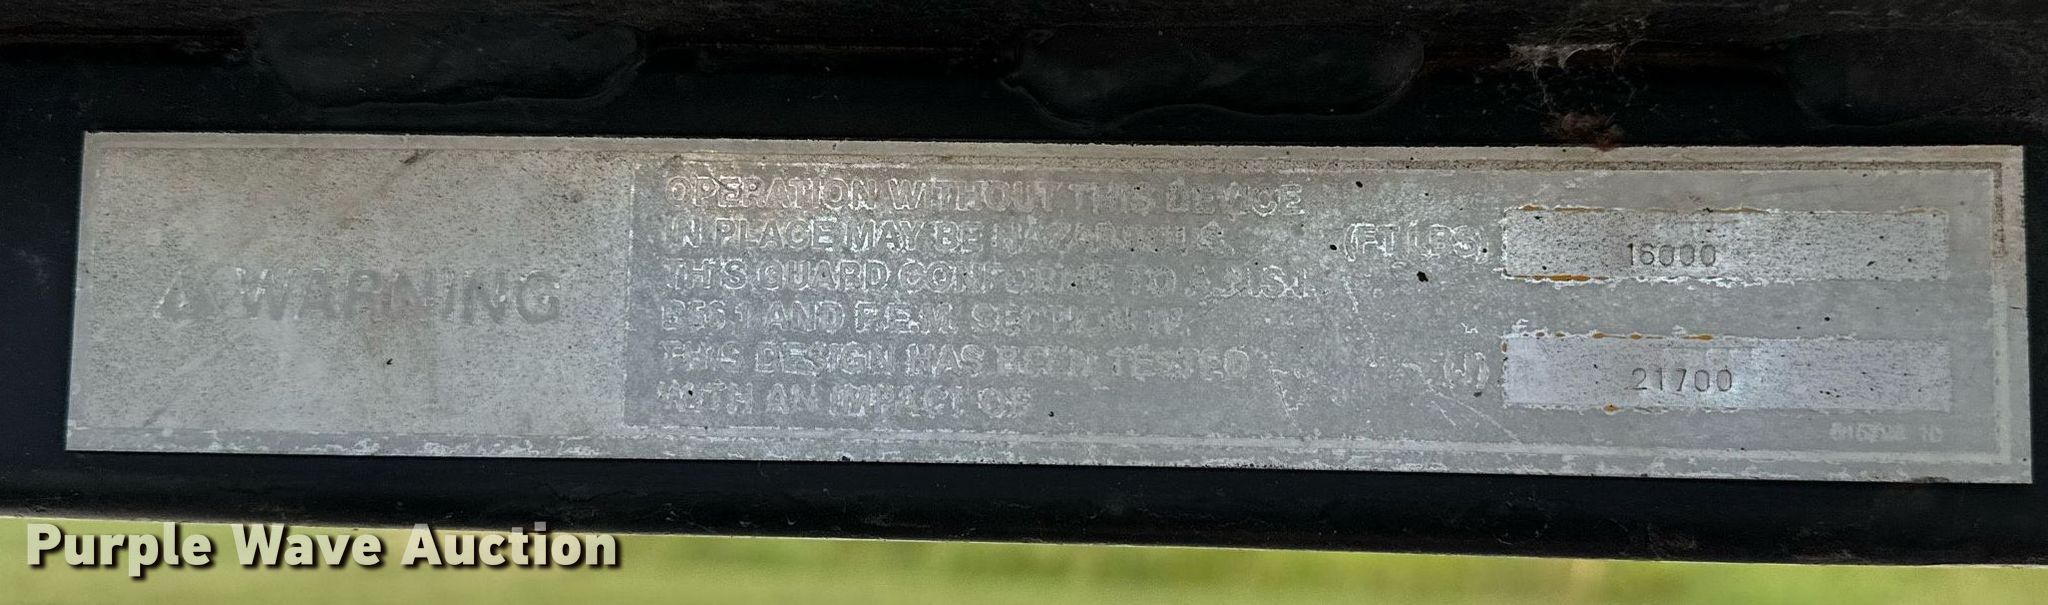 ⚠ WARNING
OPERATION WITHOUT THIS DEVICE
IN PLACE MAY BE HAZARDOUS.
THIS GUARD CONFORMS TO A.N.S.I.
B56.1 AND F.E.M. SECTION IV.
THIS DESIGN HAS BEEN TESTED
WITH AN IMPACT OF
(FT LBS) 16000
(J) 21700
Purple Wave Auction